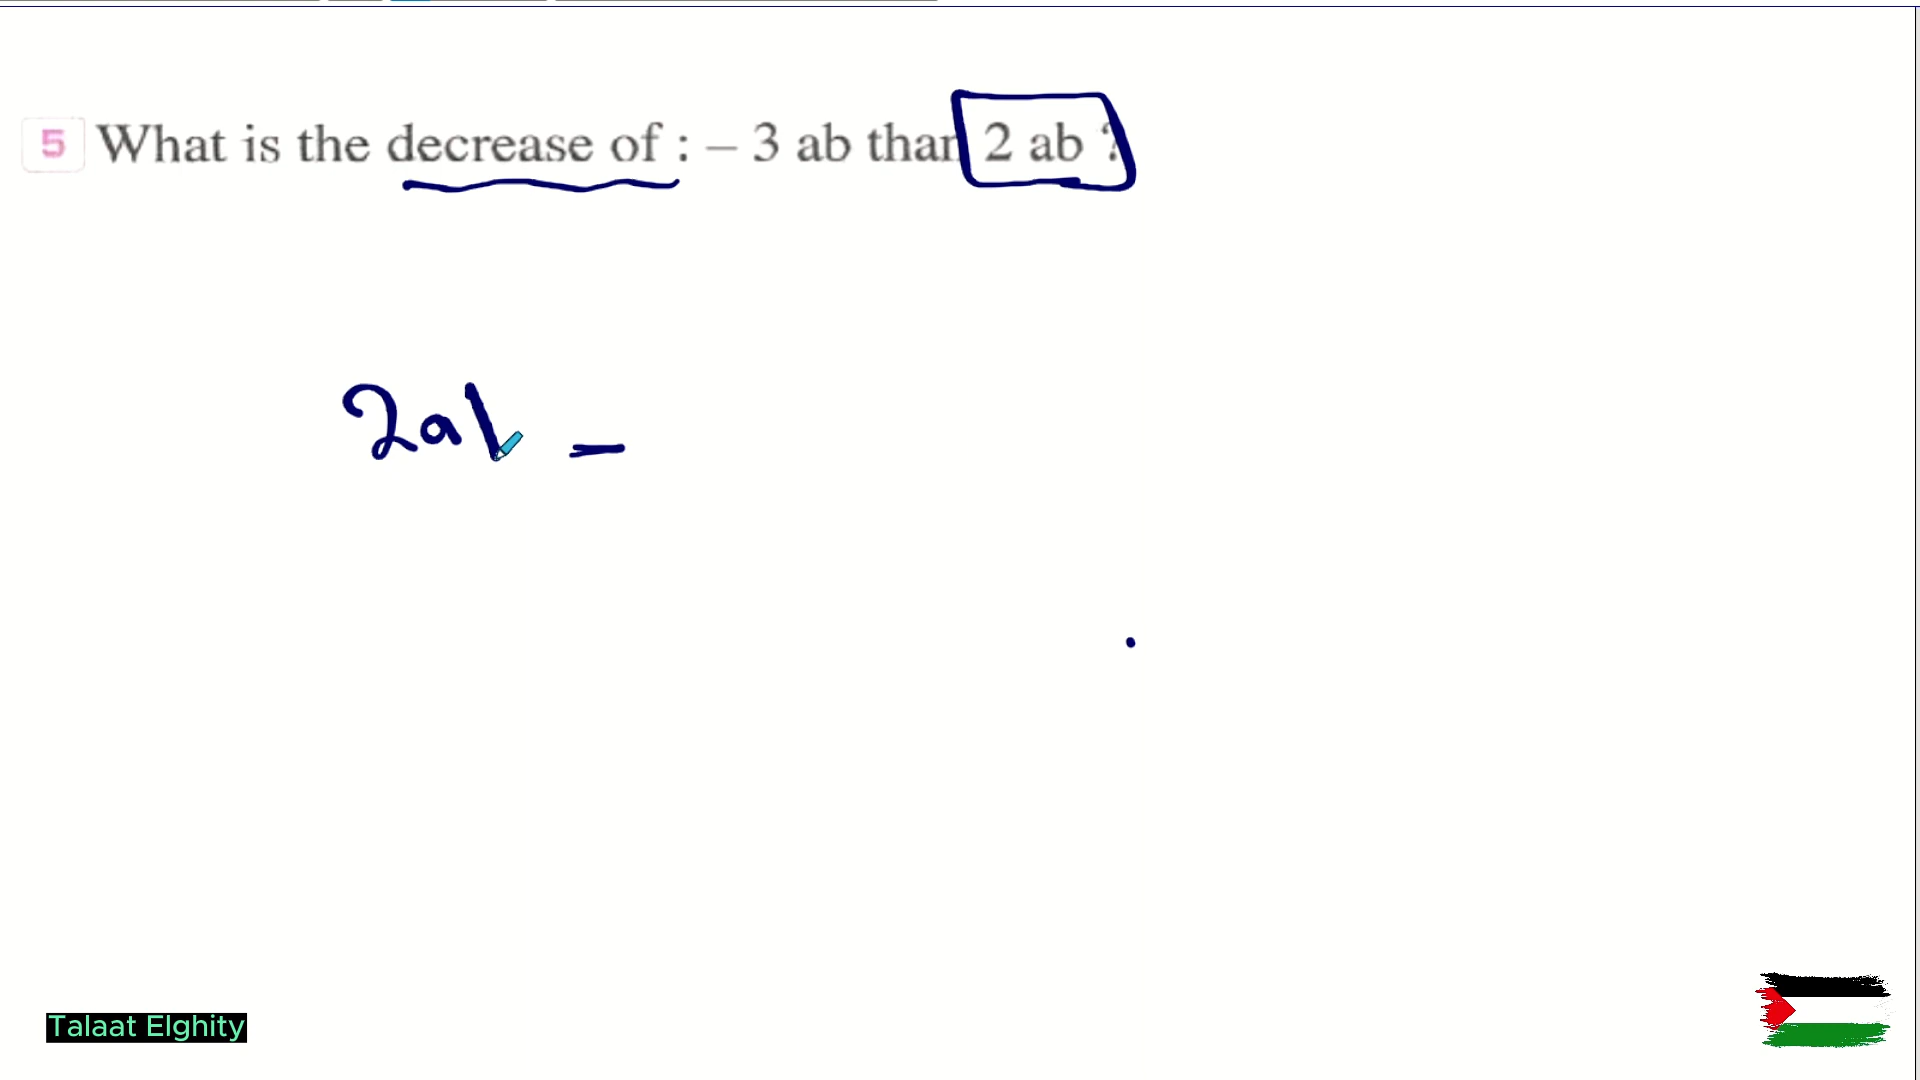 5 What is the decrease of : – 3 ab than 2 ab ?
2ab –
Talaat Elghity